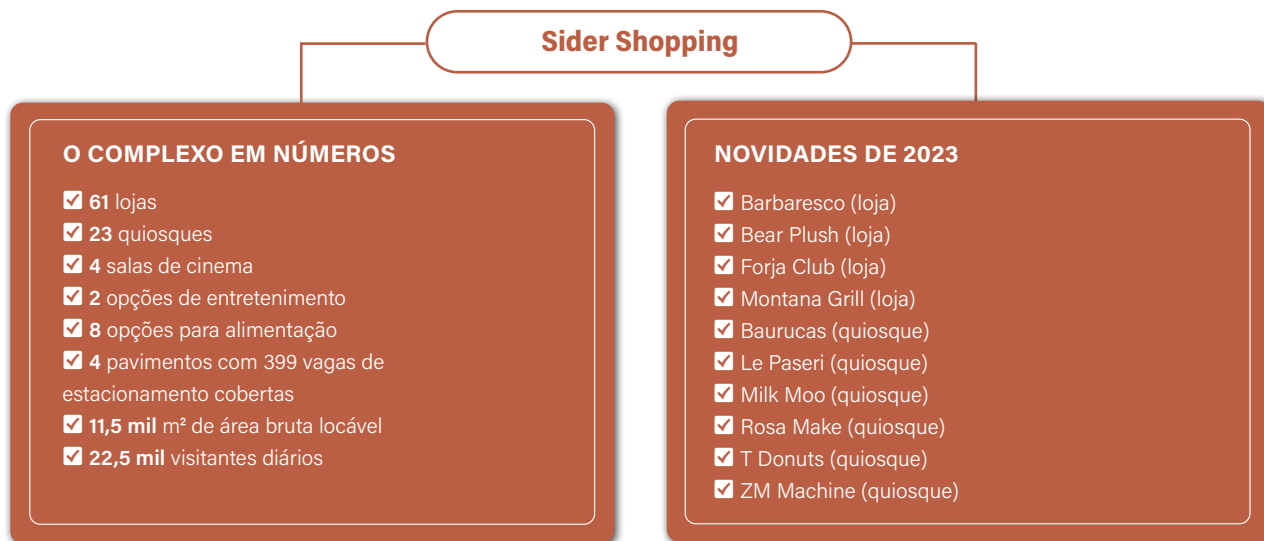 Sider Shopping
O COMPLEXO EM NÚMEROS
61 lojas
23 quiosques
4 salas de cinema
2 opções de entretenimento
8 opções para alimentação
4 pavimentos com 399 vagas de
estacionamento cobertas
11,5 mil m² de área bruta locável
22,5 mil visitantes diários
NOVIDADES DE 2023
Barbaresco (loja)
Bear Plush (loja)
Forja Club (loja)
Montana Grill (loja)
Baurucas (quiosque)
Le Paseri (quiosque)
Milk Moo (quiosque)
Rosa Make (quiosque)
T Donuts (quiosque)
ZM Machine (quiosque)